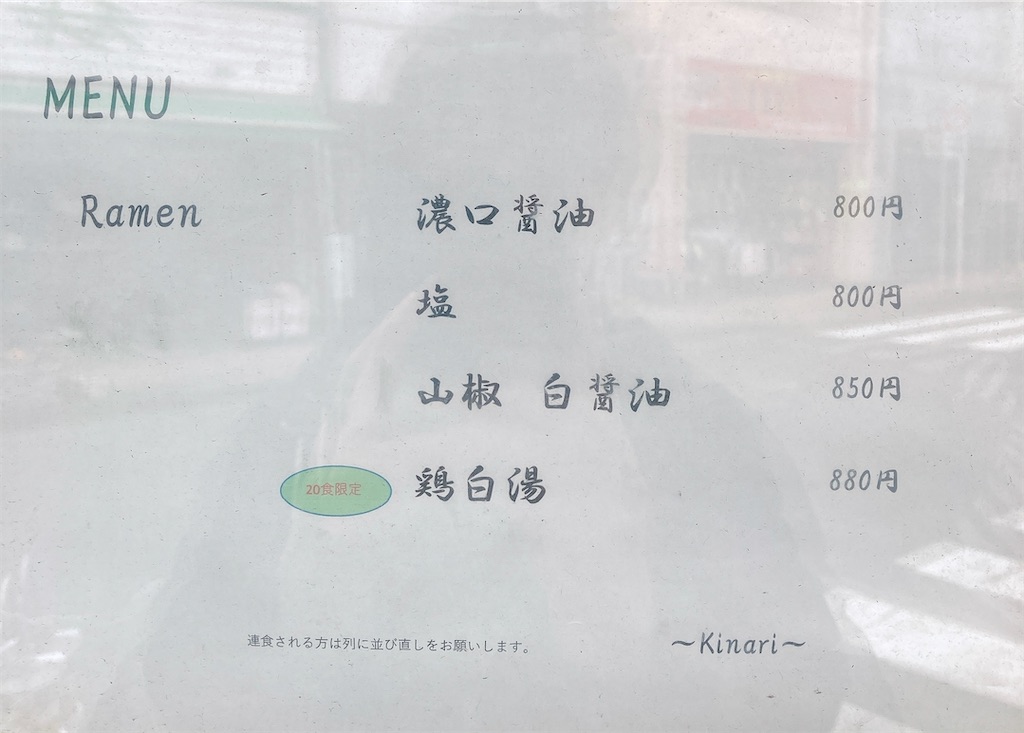 MENU
Ramen 濃口醤油 800円
塩 800円
山椒 白醤油 850円
20食限定 鶏白湯 880円
連食される方は列に並び直しをお願いします。 ～Kinari～